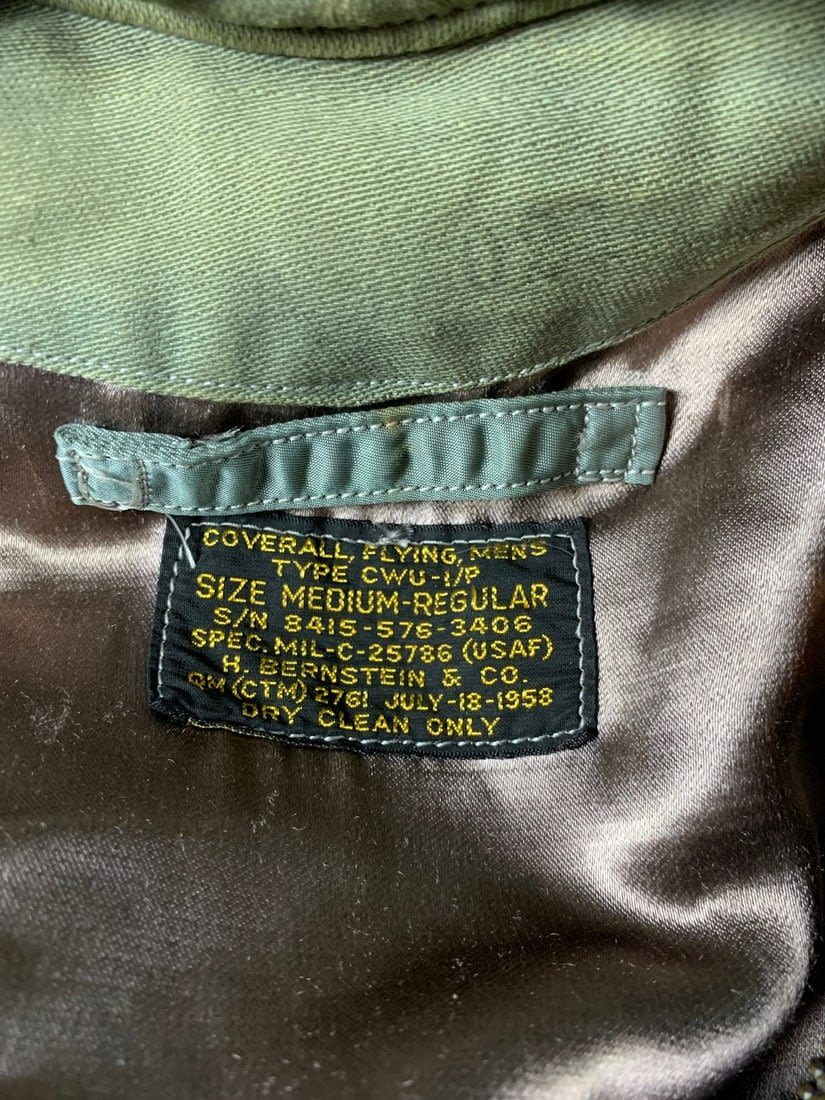 COVERALL, FLYING, MENS
TYPE CWU-1/P
SIZE MEDIUM-REGULAR
S/N 8415-576-3406
SPEC. MIL-C-25786 (USAF)
H. BERNSTEIN & CO.
QM (CTM) 2761 JULY-18-1958
DRY CLEAN ONLY